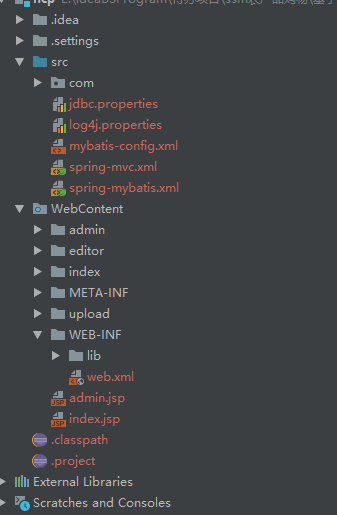 .idea
.settings
src
com
jdbc.properties
log4j.properties
mybatis-config.xml
spring-mvc.xml
spring-mybatis.xml
WebContent
admin
editor
index
META-INF
upload
WEB-INF
lib
web.xml
admin.jsp
index.jsp
.classpath
.project
External Libraries
Scratches and Consoles